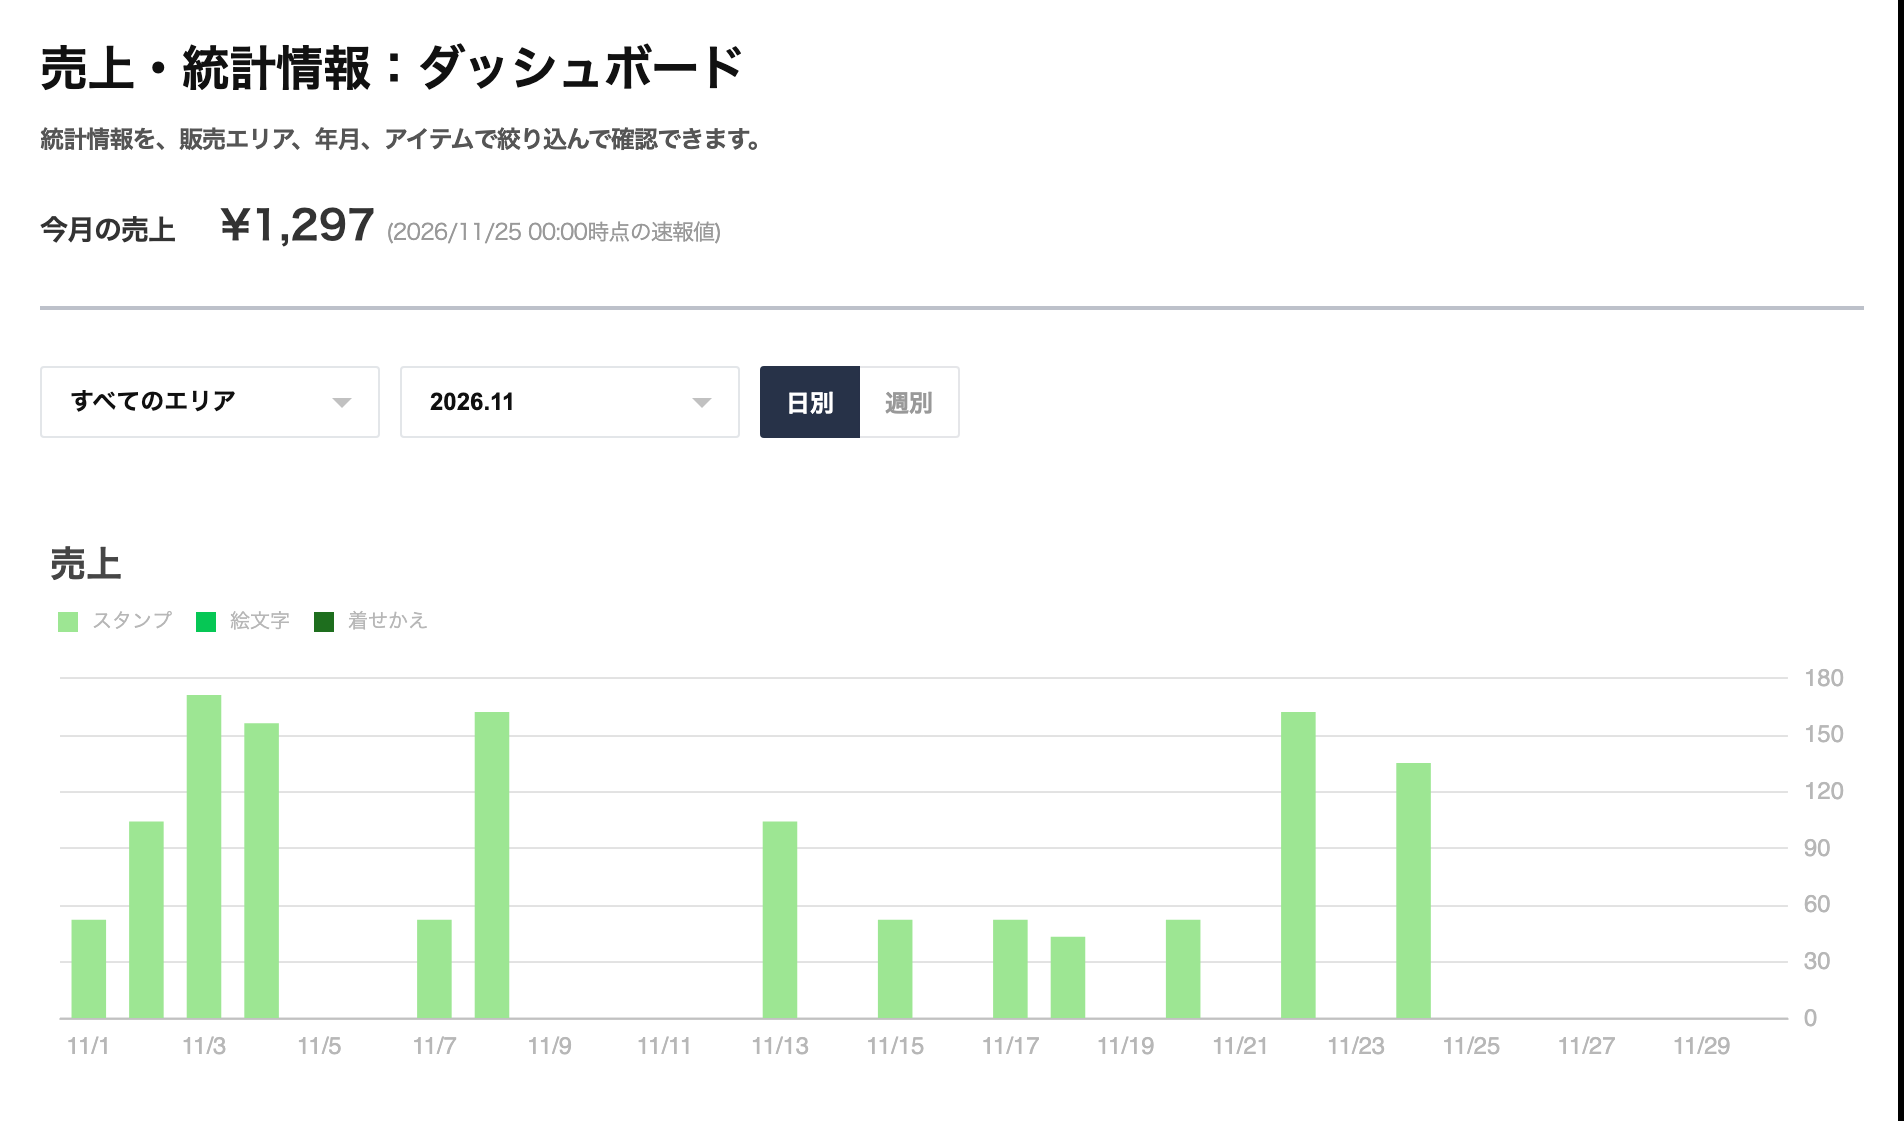 売上・統計情報：ダッシュボード
統計情報を、販売エリア、年月、アイテムで絞り込んで確認できます。
今月の売上 ¥1,297 (2026/11/25 00:00時点の速報値)
すべてのエリア 2026.11 日別 週別
売上
スタンプ 絵文字 着せかえ
180
150
120
90
60
30
0
11/1 11/3 11/5 11/7 11/9 11/11 11/13 11/15 11/17 11/19 11/21 11/23 11/25 11/27 11/29